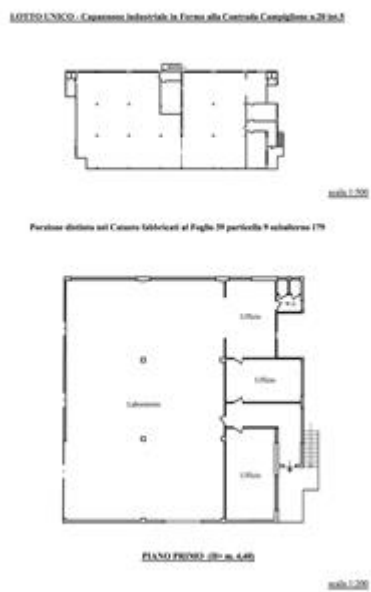 LOTTO UNICO - Capannone industriale in Fermo alla Contrada Campiglione n.20 int.5
scala 1:500
Porzione distinta nel Catasto fabbricati al Foglio 39 particella 9 subalterno 179
Ufficio
Ufficio
Laboratorio
Ufficio
PIANO PRIMO (H= m. 4,40)
scala 1:200